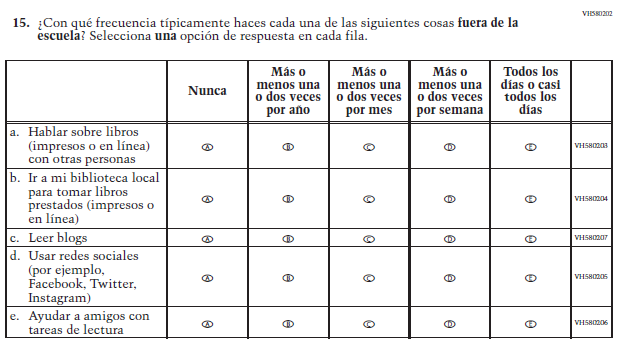 VH580202
15. ¿Con qué frecuencia típicamente haces cada una de las siguientes cosas fuera de la
escuela? Selecciona una opción de respuesta en cada fila.
Nunca
Más o
menos una
o dos veces
por año
Más o
menos una
o dos veces
por mes
Más o
menos una
o dos veces
por semana
Todos los
días o casi
todos los
días
a. Hablar sobre libros
(impresos o en línea)
con otras personas
A B C D E VH580203
b. Ir a mi biblioteca local
para tomar libros
prestados (impresos o
en línea)
A B C D E VH580204
c. Leer blogs
A B C D E VH580207
d. Usar redes sociales
(por ejemplo,
Facebook, Twitter,
Instagram)
A B C D E VH580205
e. Ayudar a amigos con
tareas de lectura
A B C D E VH580206